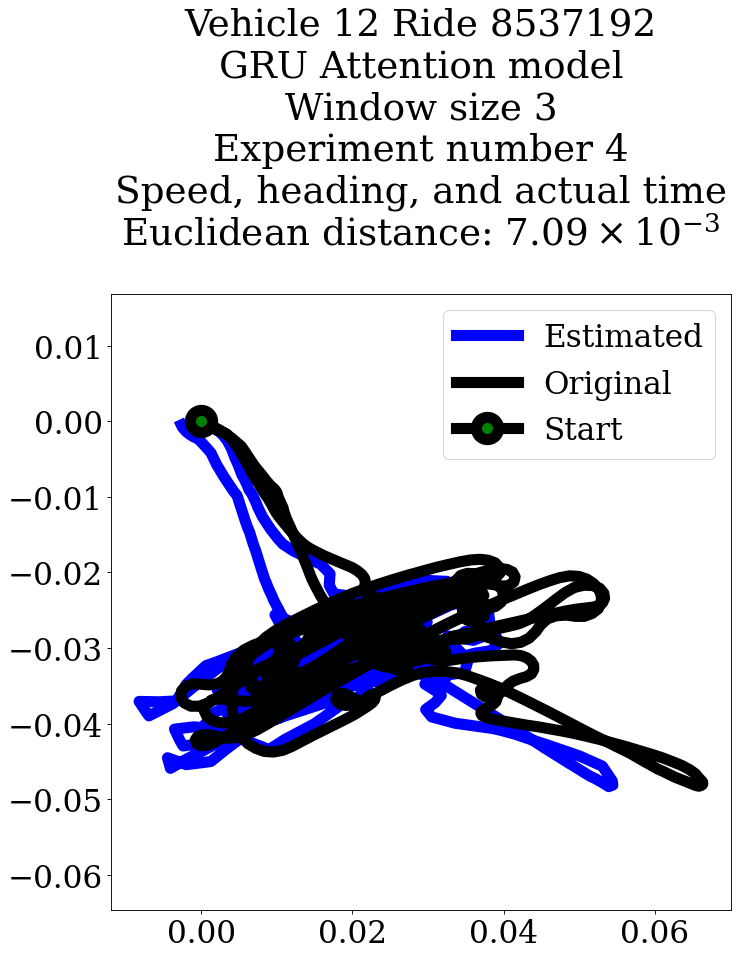 Vehicle 12 Ride 8537192
GRU Attention model
Window size 3
Experiment number 4
Speed, heading, and actual time
Euclidean distance: 7.09 × 10⁻³
Estimated
Original
Start
0.01
0.00
−0.01
−0.02
−0.03
−0.04
−0.05
−0.06
0.00 0.02 0.04 0.06